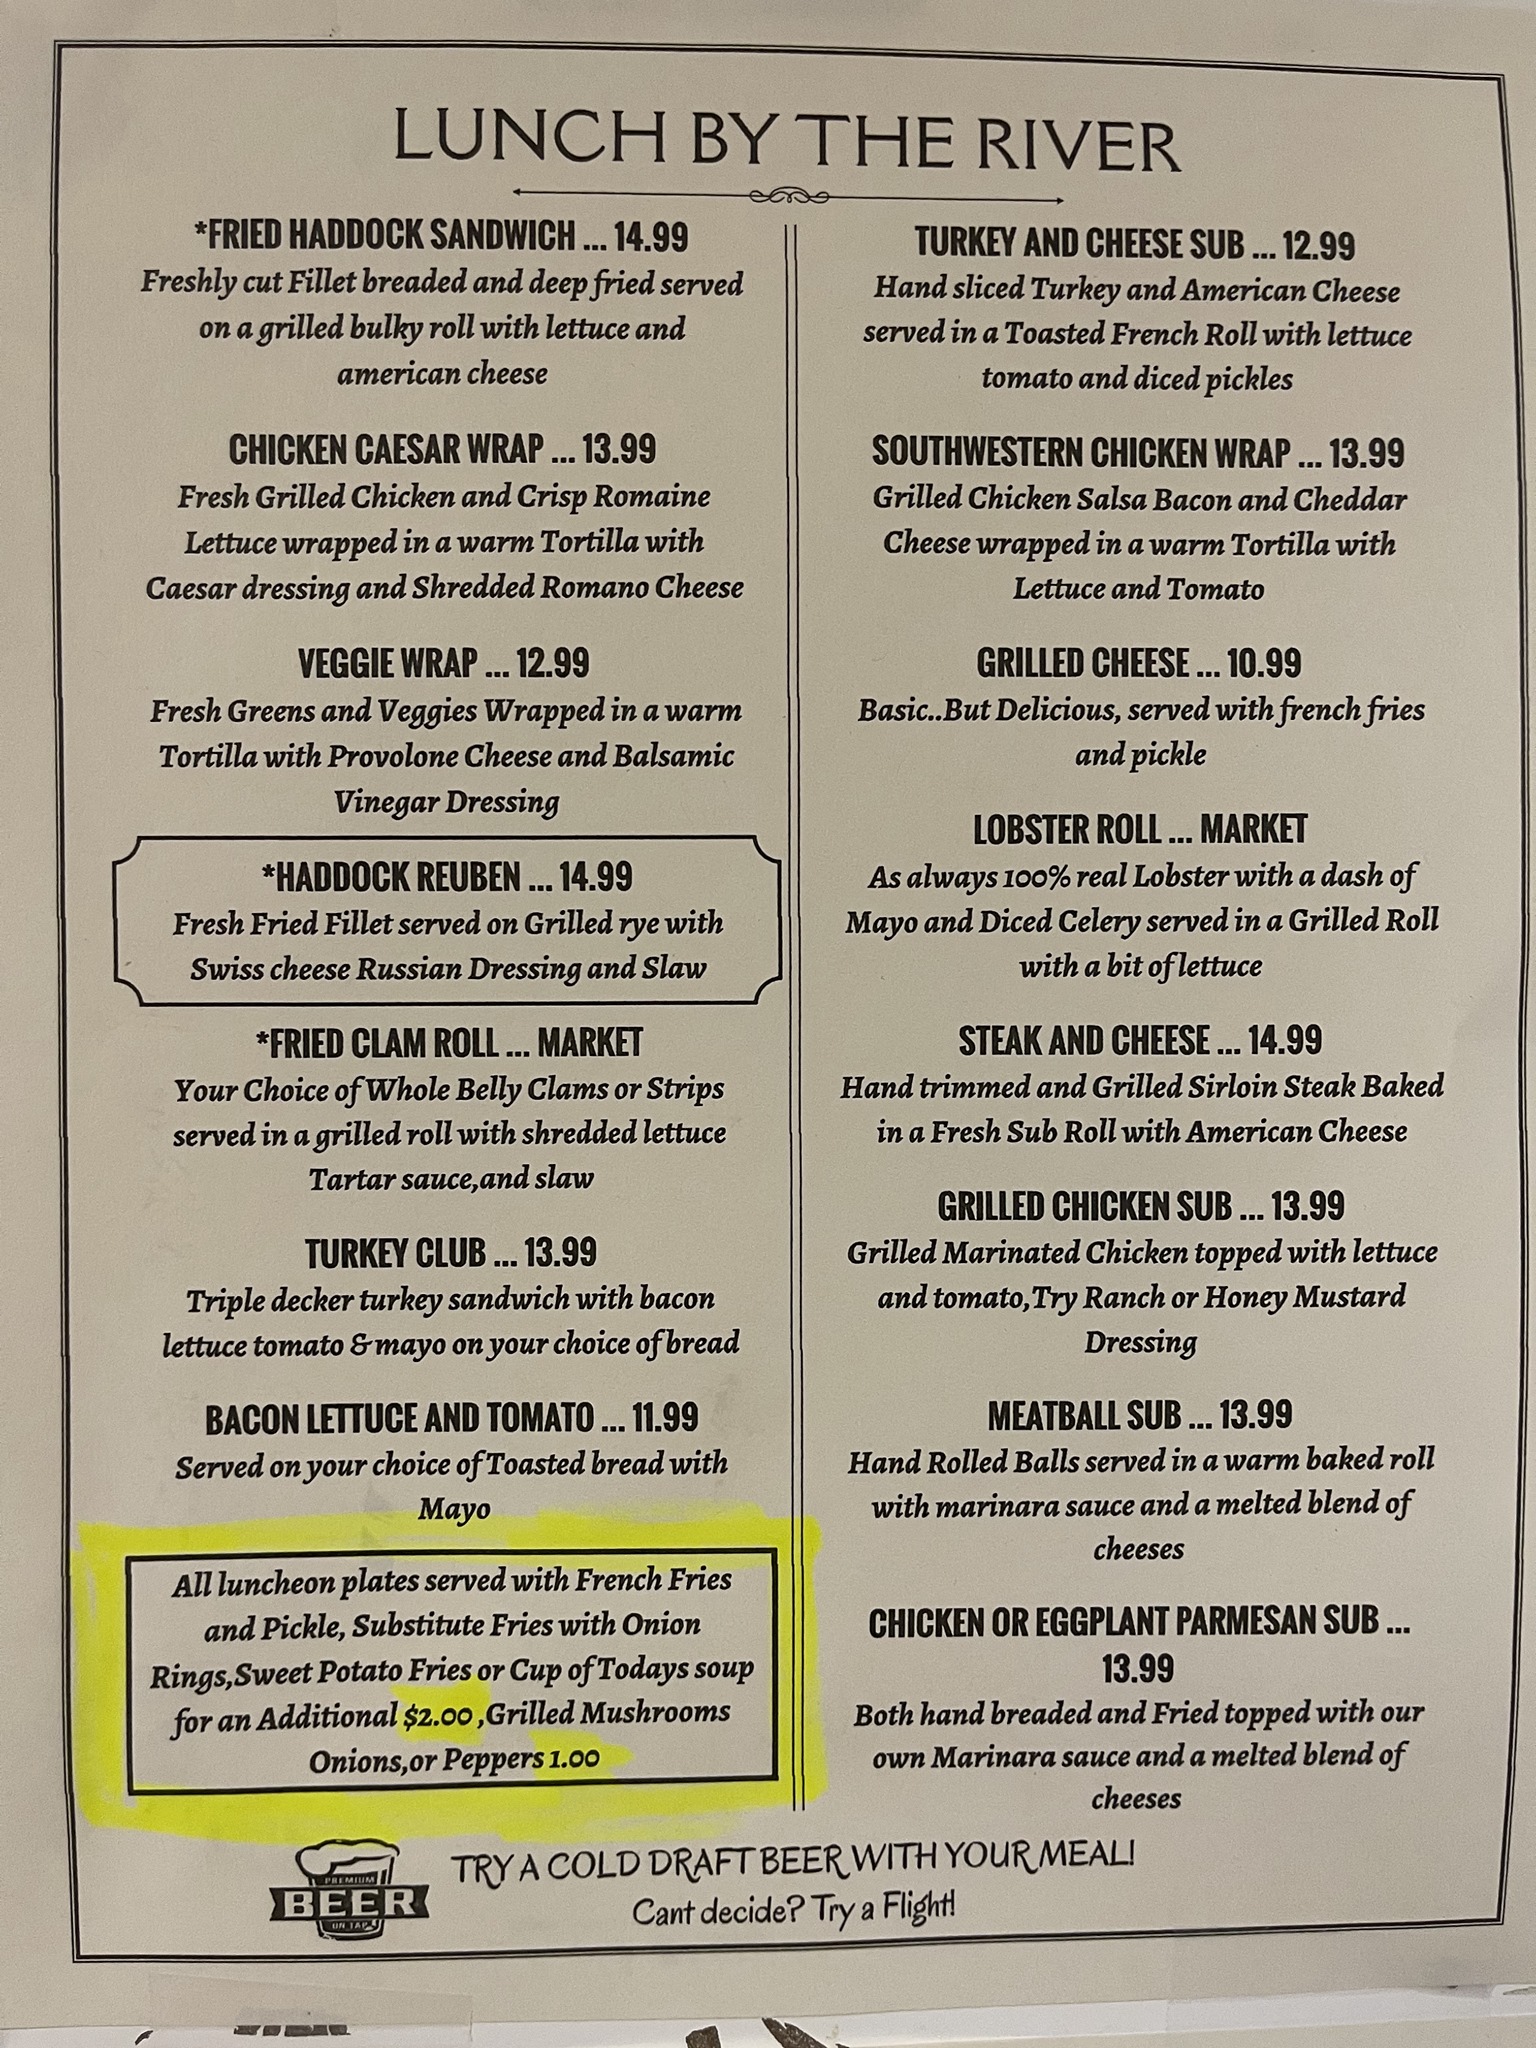 LUNCH BY THE RIVER
*FRIED HADDOCK SANDWICH ... 14.99
Freshly cut Fillet breaded and deep fried served
on a grilled bulky roll with lettuce and
american cheese
CHICKEN CAESAR WRAP ... 13.99
Fresh Grilled Chicken and Crisp Romaine
Lettuce wrapped in a warm Tortilla with
Caesar dressing and Shredded Romano Cheese
VEGGIE WRAP ... 12.99
Fresh Greens and Veggies Wrapped in a warm
Tortilla with Provolone Cheese and Balsamic
Vinegar Dressing
*HADDOCK REUBEN ... 14.99
Fresh Fried Fillet served on Grilled rye with
Swiss cheese Russian Dressing and Slaw
*FRIED CLAM ROLL ... MARKET
Your Choice of Whole Belly Clams or Strips
served in a grilled roll with shredded lettuce
Tartar sauce,and slaw
TURKEY CLUB ... 13.99
Triple decker turkey sandwich with bacon
lettuce tomato & mayo on your choice of bread
BACON LETTUCE AND TOMATO ... 11.99
Served on your choice of Toasted bread with
Mayo
All luncheon plates served with French Fries
and Pickle, Substitute Fries with Onion
Rings,Sweet Potato Fries or Cup of Todays soup
for an Additional $2.00 ,Grilled Mushrooms
Onions,or Peppers 1.00
TURKEY AND CHEESE SUB ... 12.99
Hand sliced Turkey and American Cheese
served in a Toasted French Roll with lettuce
tomato and diced pickles
SOUTHWESTERN CHICKEN WRAP ... 13.99
Grilled Chicken Salsa Bacon and Cheddar
Cheese wrapped in a warm Tortilla with
Lettuce and Tomato
GRILLED CHEESE ... 10.99
Basic..But Delicious, served with french fries
and pickle
LOBSTER ROLL ... MARKET
As always 100% real Lobster with a dash of
Mayo and Diced Celery served in a Grilled Roll
with a bit of lettuce
STEAK AND CHEESE ... 14.99
Hand trimmed and Grilled Sirloin Steak Baked
in a Fresh Sub Roll with American Cheese
GRILLED CHICKEN SUB ... 13.99
Grilled Marinated Chicken topped with lettuce
and tomato,Try Ranch or Honey Mustard
Dressing
MEATBALL SUB ... 13.99
Hand Rolled Balls served in a warm baked roll
with marinara sauce and a melted blend of
cheeses
CHICKEN OR EGGPLANT PARMESAN SUB ...
13.99
Both hand breaded and Fried topped with our
own Marinara sauce and a melted blend of
cheeses
PREMIUM
BEER
ON TAP
TRY A COLD DRAFT BEER WITH YOUR MEAL!
Cant decide? Try a Flight!